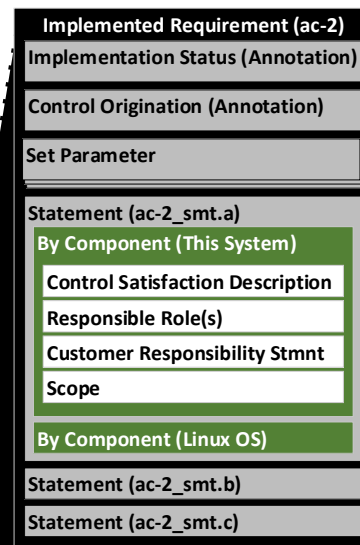 Implemented Requirement (ac-2)
Implementation Status (Annotation)
Control Origination (Annotation)
Set Parameter
Statement (ac-2_smt.a)
By Component (This System)
Control Satisfaction Description
Responsible Role(s)
Customer Responsibility Stmnt
Scope
By Component (Linux OS)
Statement (ac-2_smt.b)
Statement (ac-2_smt.c)